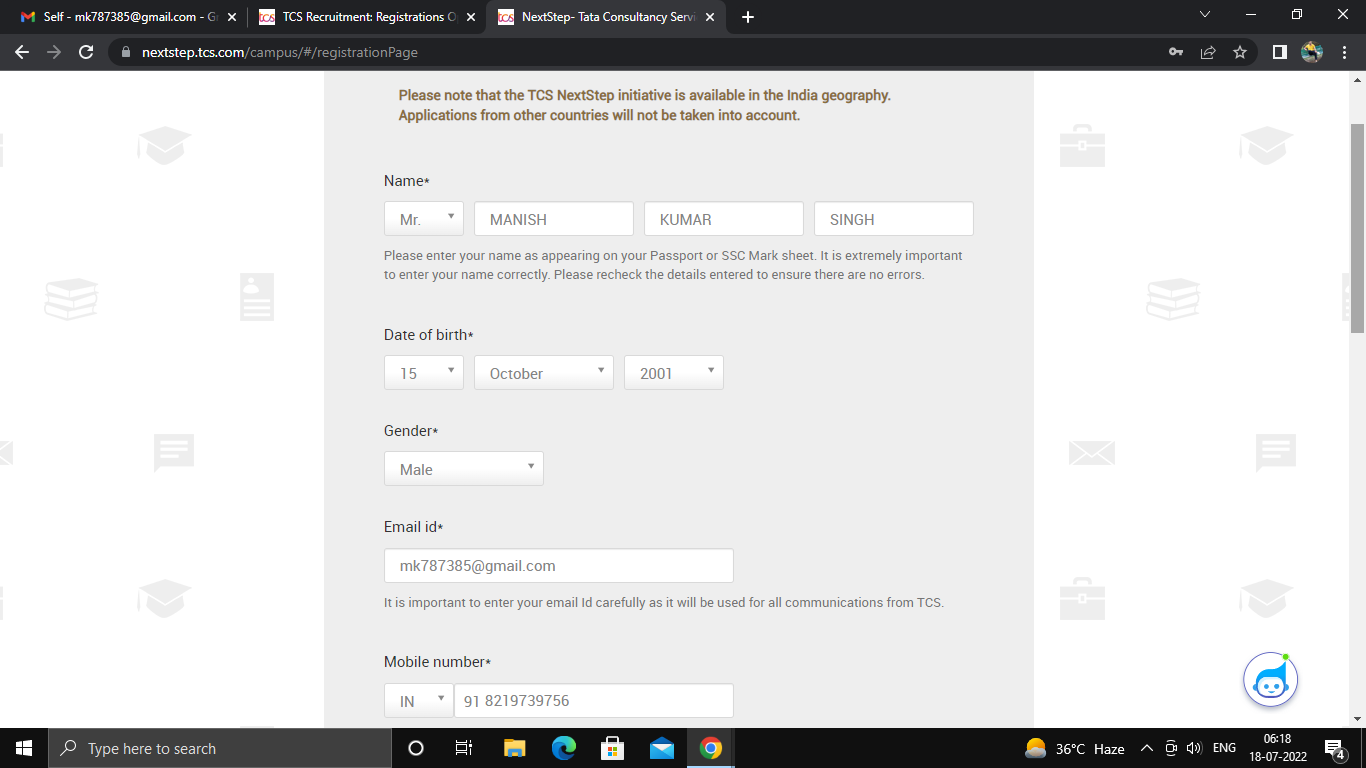 Self - mk787385@gmail.com - G
TCS Recruitment: Registrations O
NextStep- Tata Consultancy Servi
nextstep.tcs.com/campus/#/registrationPage
Please note that the TCS NextStep initiative is available in the India geography.
Applications from other countries will not be taken into account.
Name*
Mr. MANISH KUMAR SINGH
Please enter your name as appearing on your Passport or SSC Mark sheet. It is extremely important
to enter your name correctly. Please recheck the details entered to ensure there are no errors.
Date of birth*
15 October 2001
Gender*
Male
Email id*
mk787385@gmail.com
It is important to enter your email Id carefully as it will be used for all communications from TCS.
Mobile number*
IN 91 8219739756
Type here to search
36°C Haze
ENG
06:18
18-07-2022
4